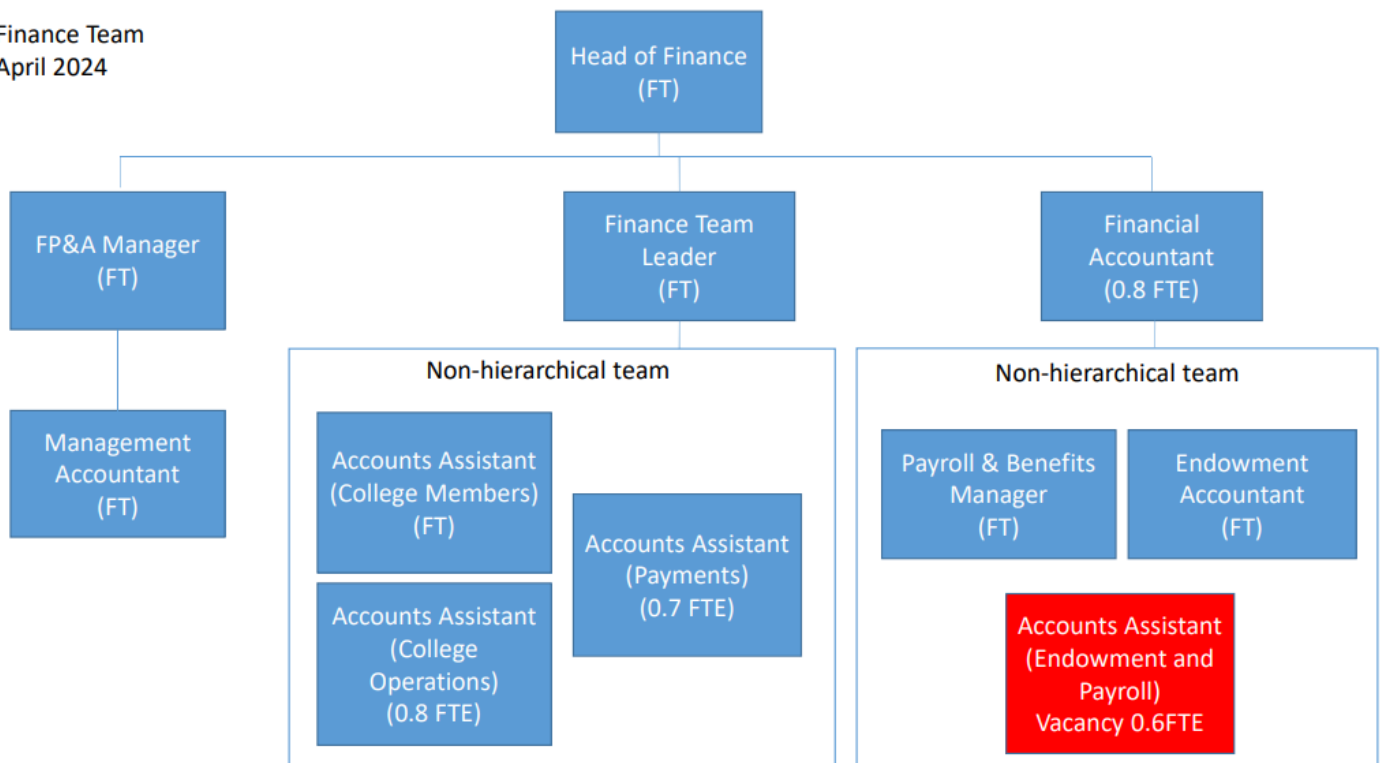 Finance Team
April 2024
Head of Finance
(FT)
FP&A Manager
(FT)
Finance Team
Leader
(FT)
Financial
Accountant
(0.8 FTE)
Management
Accountant
(FT)
Non-hierarchical team
Accounts Assistant
(College Members)
(FT)
Accounts Assistant
(Payments)
(0.7 FTE)
Accounts Assistant
(College
Operations)
(0.8 FTE)
Non-hierarchical team
Payroll & Benefits
Manager
(FT)
Endowment
Accountant
(FT)
Accounts Assistant
(Endowment and
Payroll)
Vacancy 0.6FTE